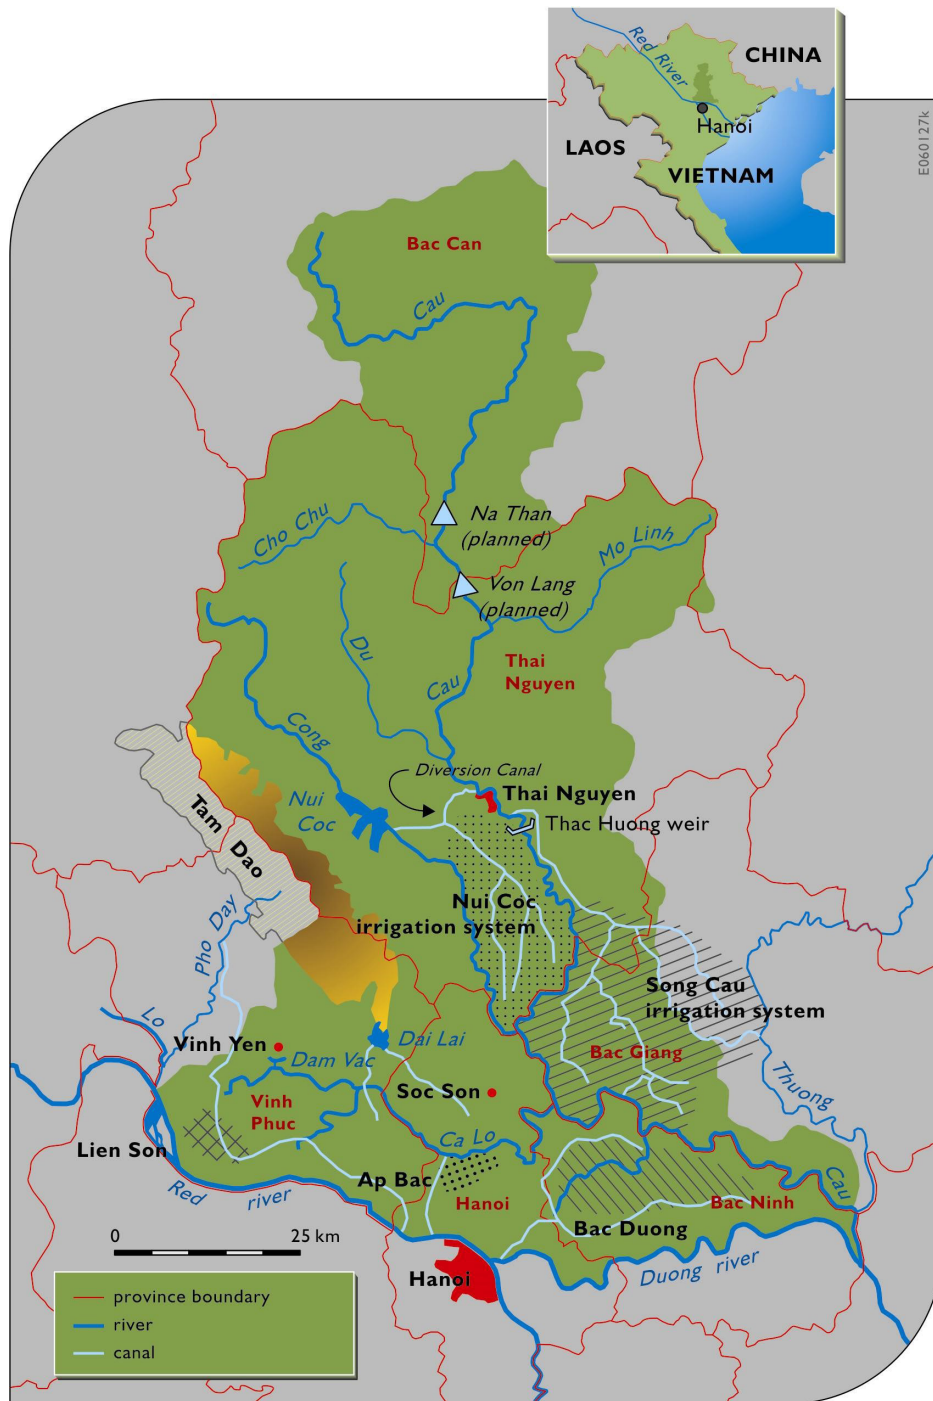 Red River
CHINA
Hanoi
LAOS
VIETNAM
E060127k
Bac Can
Cau
Na Than
(planned)
Cho Chu
Mo Linh
Von Lang
(planned)
Du
Thai
Nguyen
Cau
Cong
Diversion Canal
Nui
Coc
Thai Nguyen
Thac Huong weir
Tam
Dao
Nui Coc
irrigation system
Pho Day
Song Cau
irrigation system
Lo
Vinh Yen
Dai Lai
Dam Vac
Bac Giang
Thuong
Soc Son
Vinh
Phuc
Lien Son
Ca Lo
Ap Bac
Red river
Hanoi
Bac Ninh
Cau
Bac Duong
0 25 km
Hanoi
Duong river
province boundary
river
canal